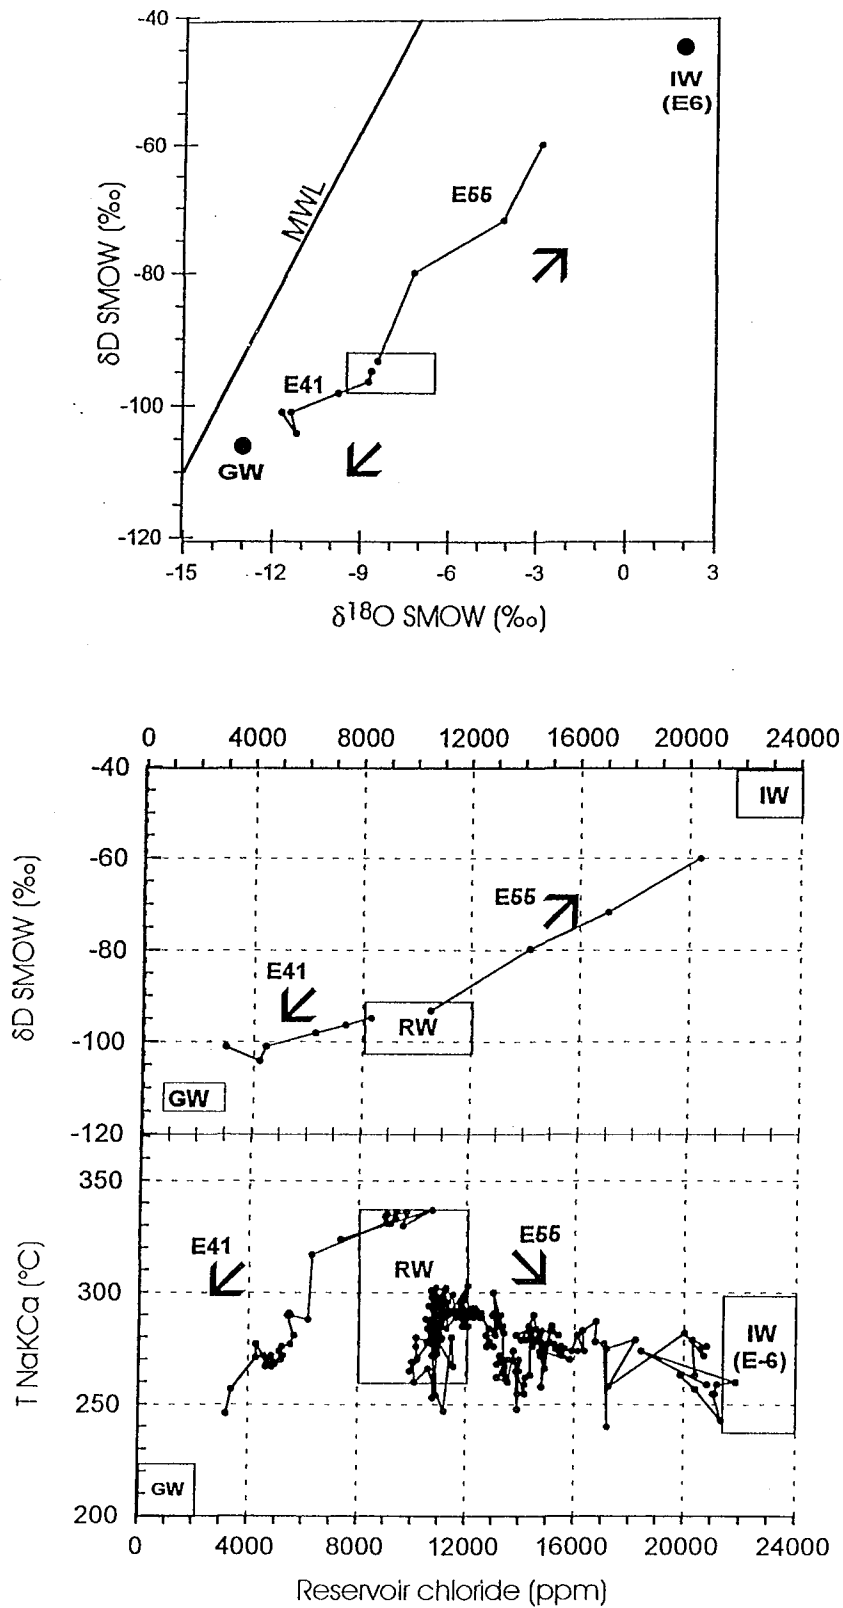 -40
-60
-80
-100
-120
δD SMOW (‰)
MWL
IW
(E6)
E55
E41
GW
-15 -12 -9 -6 -3 0 3
δ18O SMOW (‰)
0 4000 8000 12000 16000 20000 24000
-40
-60
-80
-100
-120
δD SMOW (‰)
IW
E55
E41
RW
GW
350
300
250
200
T NaKCa (°C)
E41
E55
RW
IW
(E-6)
GW
0 4000 8000 12000 16000 20000 24000
Reservoir chloride (ppm)